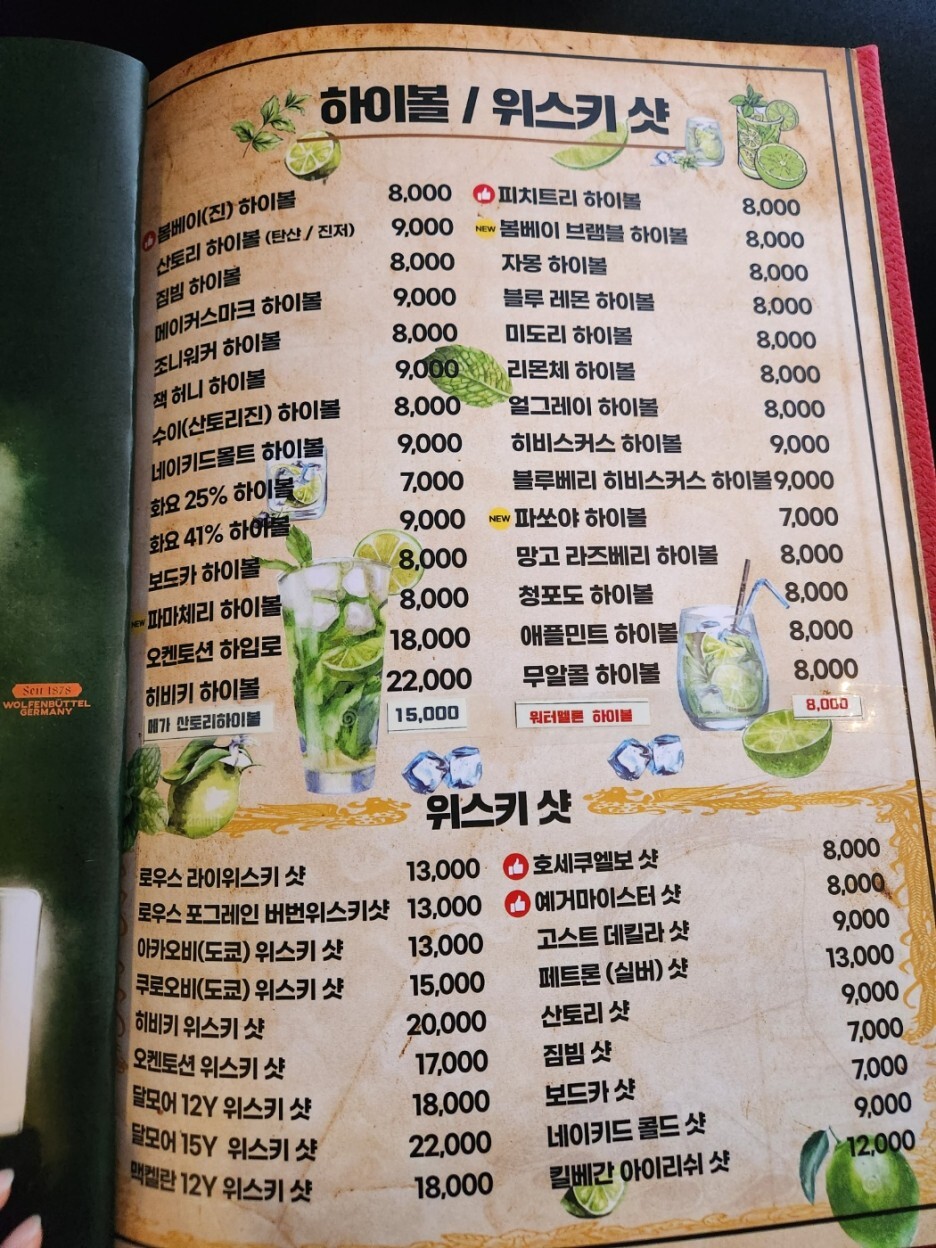 하이볼 / 위스키 샷
봄베이(진) 하이볼 8,000
산토리 하이볼 (탄산 / 진저) 9,000
짐빔 하이볼 8,000
메이커스마크 하이볼 9,000
조니워커 하이볼 8,000
잭 허니 하이볼 9,000
수이(산토리진) 하이볼 8,000
네이키드몰트 하이볼 9,000
화요 25% 하이볼 7,000
화요 41% 하이볼 9,000
보드카 하이볼 8,000
NEW 파마체리 하이볼 8,000
오켄토션 하입로 18,000
히비키 하이볼 22,000
메가 산토리하이볼 15,000
피치트리 하이볼 8,000
NEW 봄베이 브램블 하이볼 8,000
자몽 하이볼 8,000
블루 레몬 하이볼 8,000
미도리 하이볼 8,000
리몬체 하이볼 8,000
얼그레이 하이볼 8,000
히비스커스 하이볼 9,000
블루베리 히비스커스 하이볼 9,000
NEW 파쏘야 하이볼 7,000
망고 라즈베리 하이볼 8,000
청포도 하이볼 8,000
애플민트 하이볼 8,000
무알콜 하이볼 8,000
워터멜론 하이볼 8,000
위스키 샷
로우스 라이위스키 샷 13,000
로우스 포그레인 버번위스키샷 13,000
아카오비(도쿄) 위스키 샷 13,000
쿠로오비(도쿄) 위스키 샷 15,000
히비키 위스키 샷 20,000
오켄토션 위스키 샷 17,000
달모어 12Y 위스키 샷 18,000
달모어 15Y 위스키 샷 22,000
맥켈란 12Y 위스키 샷 18,000
호세쿠엘보 샷 8,000
예거마이스터 샷 8,000
고스트 데킬라 샷 9,000
페트론 (실버) 샷 13,000
산토리 샷 9,000
짐빔 샷 7,000
보드카 샷 7,000
네이키드 콜드 샷 9,000
킬베간 아이리쉬 샷 12,000
Seit 1878
WOLFENBÜTTEL
GERMANY